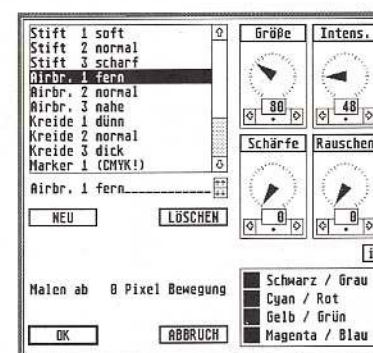 Stift 1 soft
Stift 2 normal
Stift 3 scharf
Airbr. 1 fern
Airbr. 2 normal
Airbr. 3 nahe
Kreide 1 dünn
Kreide 2 normal
Kreide 3 dick
Marker 1 (CMYK!)
Airbr. 1 fern
NEU
LÖSCHEN
Malen ab 0 Pixel Bewegung
OK
ABBRUCH
Größe
Intens.
80
48
Schärfe
Rauschen
0
0
i
Schwarz / Grau
Cyan / Rot
Gelb / Grün
Magenta / Blau